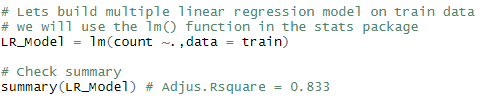 # Lets build multiple linear regression model on train data
# we will use the lm() function in the stats package
LR_Model = lm(count ~.,data = train)
# Check summary
summary(LR_Model) # Adjus.Rsquare = 0.833